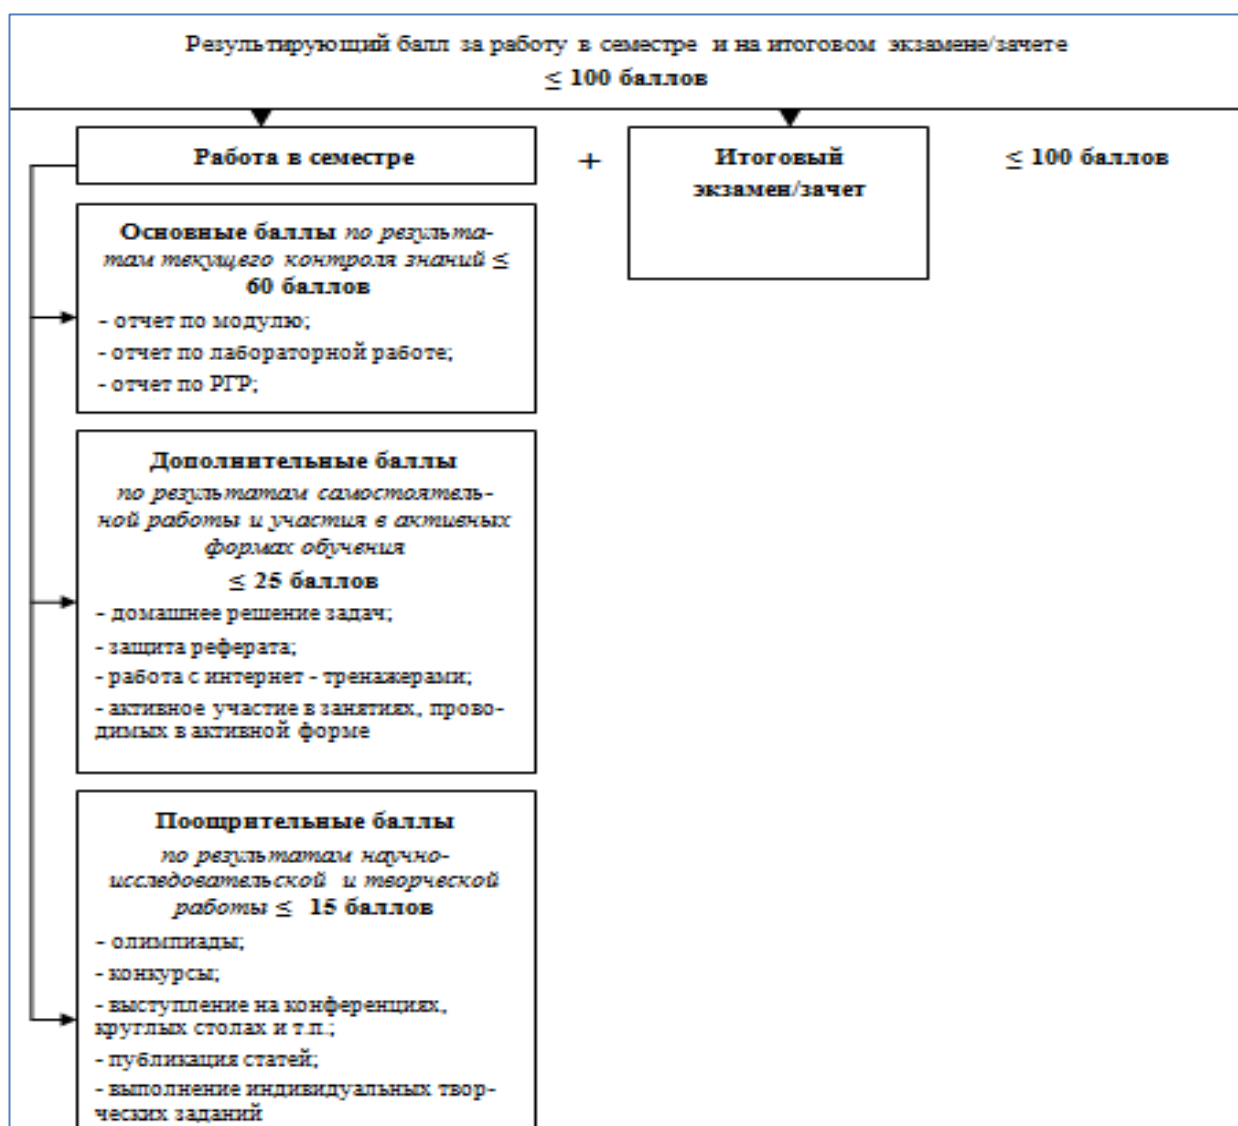 Результирующий балл за работу в семестре и на итоговом экзамене/зачете
≤ 100 баллов
Работа в семестре
+
Итоговый
экзамен/зачет
≤ 100 баллов
Основные баллы по результа-
там текущего контроля знаний ≤
60 баллов
- отчет по модулю;
- отчет по лабораторной работе;
- отчет по РГР;
Дополнительные баллы
по результатам самостоятель-
ной работы и участия в активных
формах обучения
≤ 25 баллов
- домашнее решение задач;
- защита реферата;
- работа с интернет - тренажерами;
- активное участие в занятиях, прово-
димых в активной форме
Поощрительные баллы
по результатам научно-
исследовательской и творческой
работы ≤ 15 баллов
- олимпиады;
- конкурсы;
- выступление на конференциях,
круглых столах и т.п.;
- публикация статей;
- выполнение индивидуальных твор-
ческих заданий